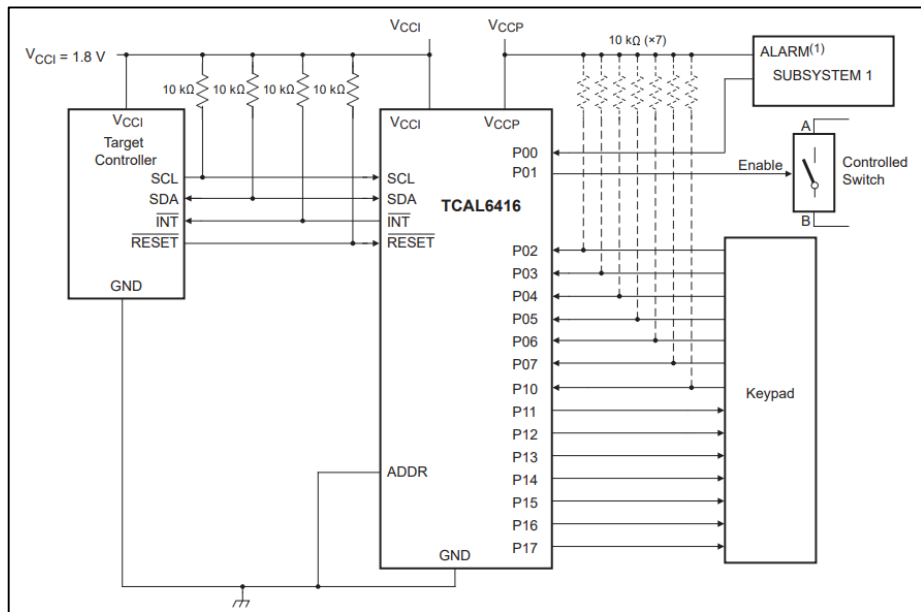 VCCI
VCCP
10 kΩ (×7)
VCCI = 1.8 V
ALARM(1)
SUBSYSTEM 1
10 kΩ
10 kΩ
10 kΩ
10 kΩ
VCCI
Target
Controller
SCL
SDA
INT
RESET
GND
VCCI
VCCP
SCL
SDA
INT
RESET
TCAL6416
ADDR
GND
P00
P01
P02
P03
P04
P05
P06
P07
P10
P11
P12
P13
P14
P15
P16
P17
Enable
A
B
Controlled
Switch
Keypad